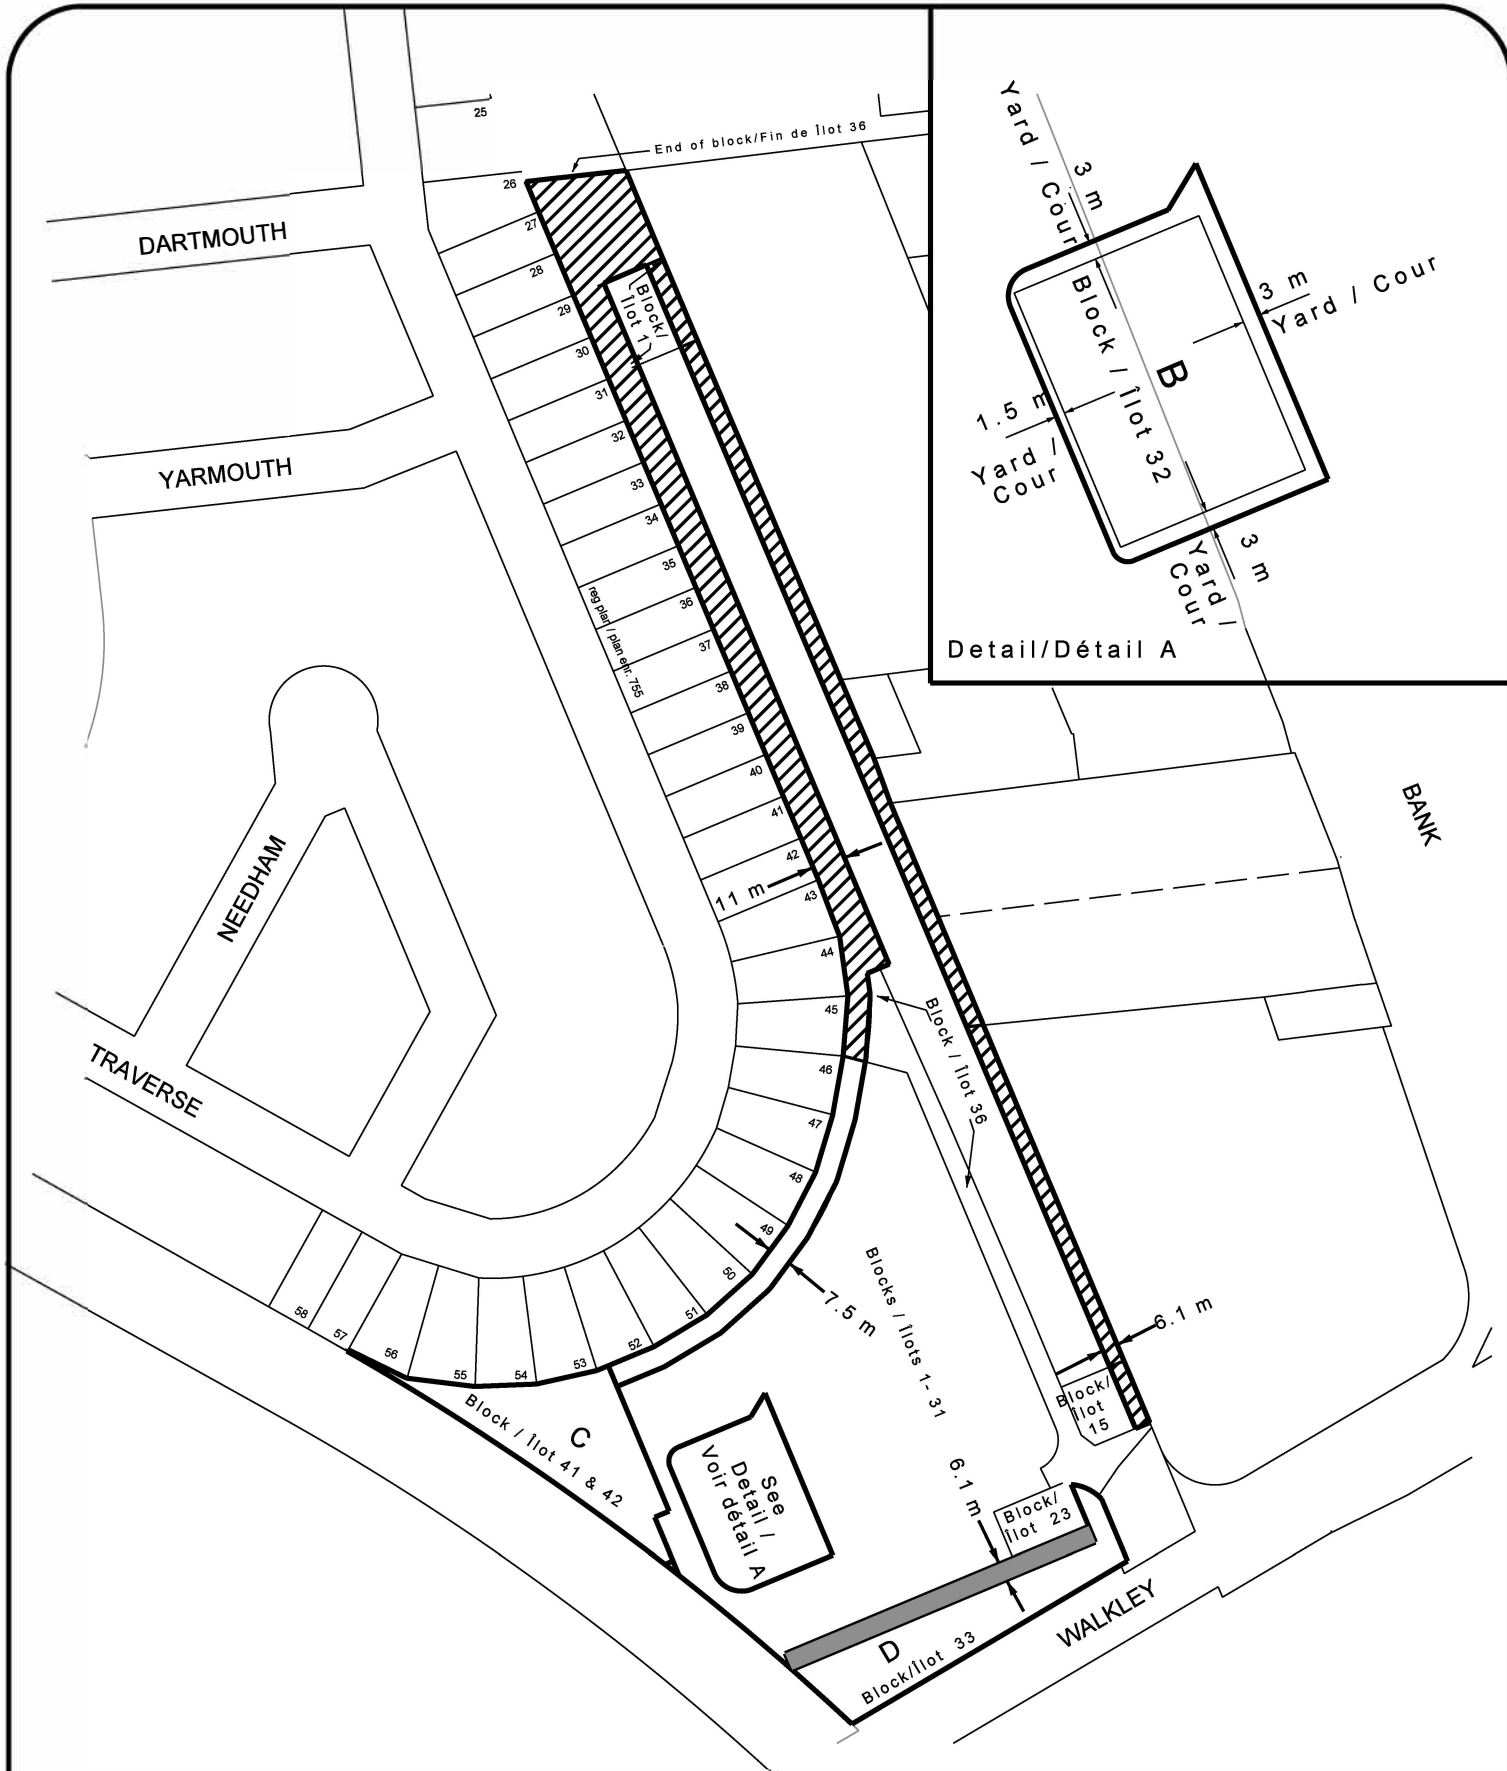 25
End of block/Fin de Îlot 36
26
DARTMOUTH
27
28
29
30
31
32
33
34
35
36
37
38
39
40
41
42
43
44
45
46
47
48
49
50
51
52
53
54
55
56
57
58
Block/
Îlot 1
YARMOUTH
reg plan / plan enr. 755
NEEDHAM
TRAVERSE
11 m
BANK
Block / Îlot 36
7.5 m
Blocks / Îlots 1- 31
6.1 m
Block/
Îlot
15
C
Block / Îlot 41 & 42
See
Detail /
Voir détail A
6.1 m
Block/
Îlot 23
D
Block/Îlot 33
WALKLEY
Yard / Cour
3 m
3 m
Yard / Cour
Block / Îlot 32
B
1.5 m
Yard /
Cour
3 m
Yard /
Cour
Detail/Détail A